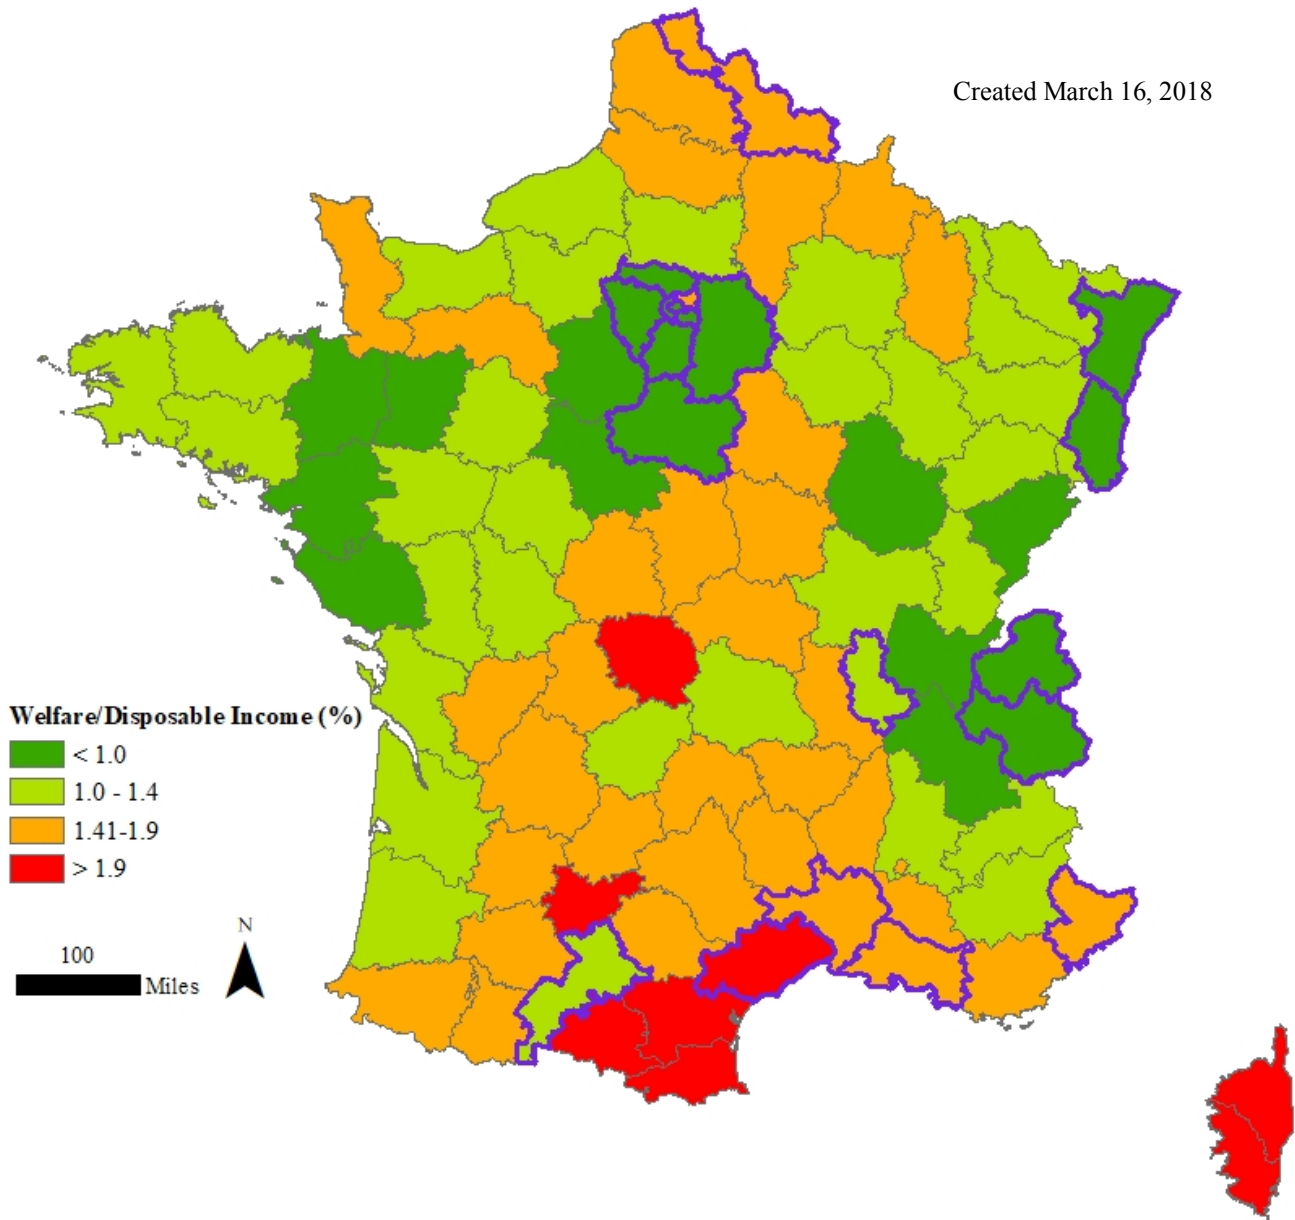 Created March 16, 2018
Welfare/Disposable Income (%)
< 1.0
1.0 - 1.4
1.41-1.9
> 1.9
N
100
Miles